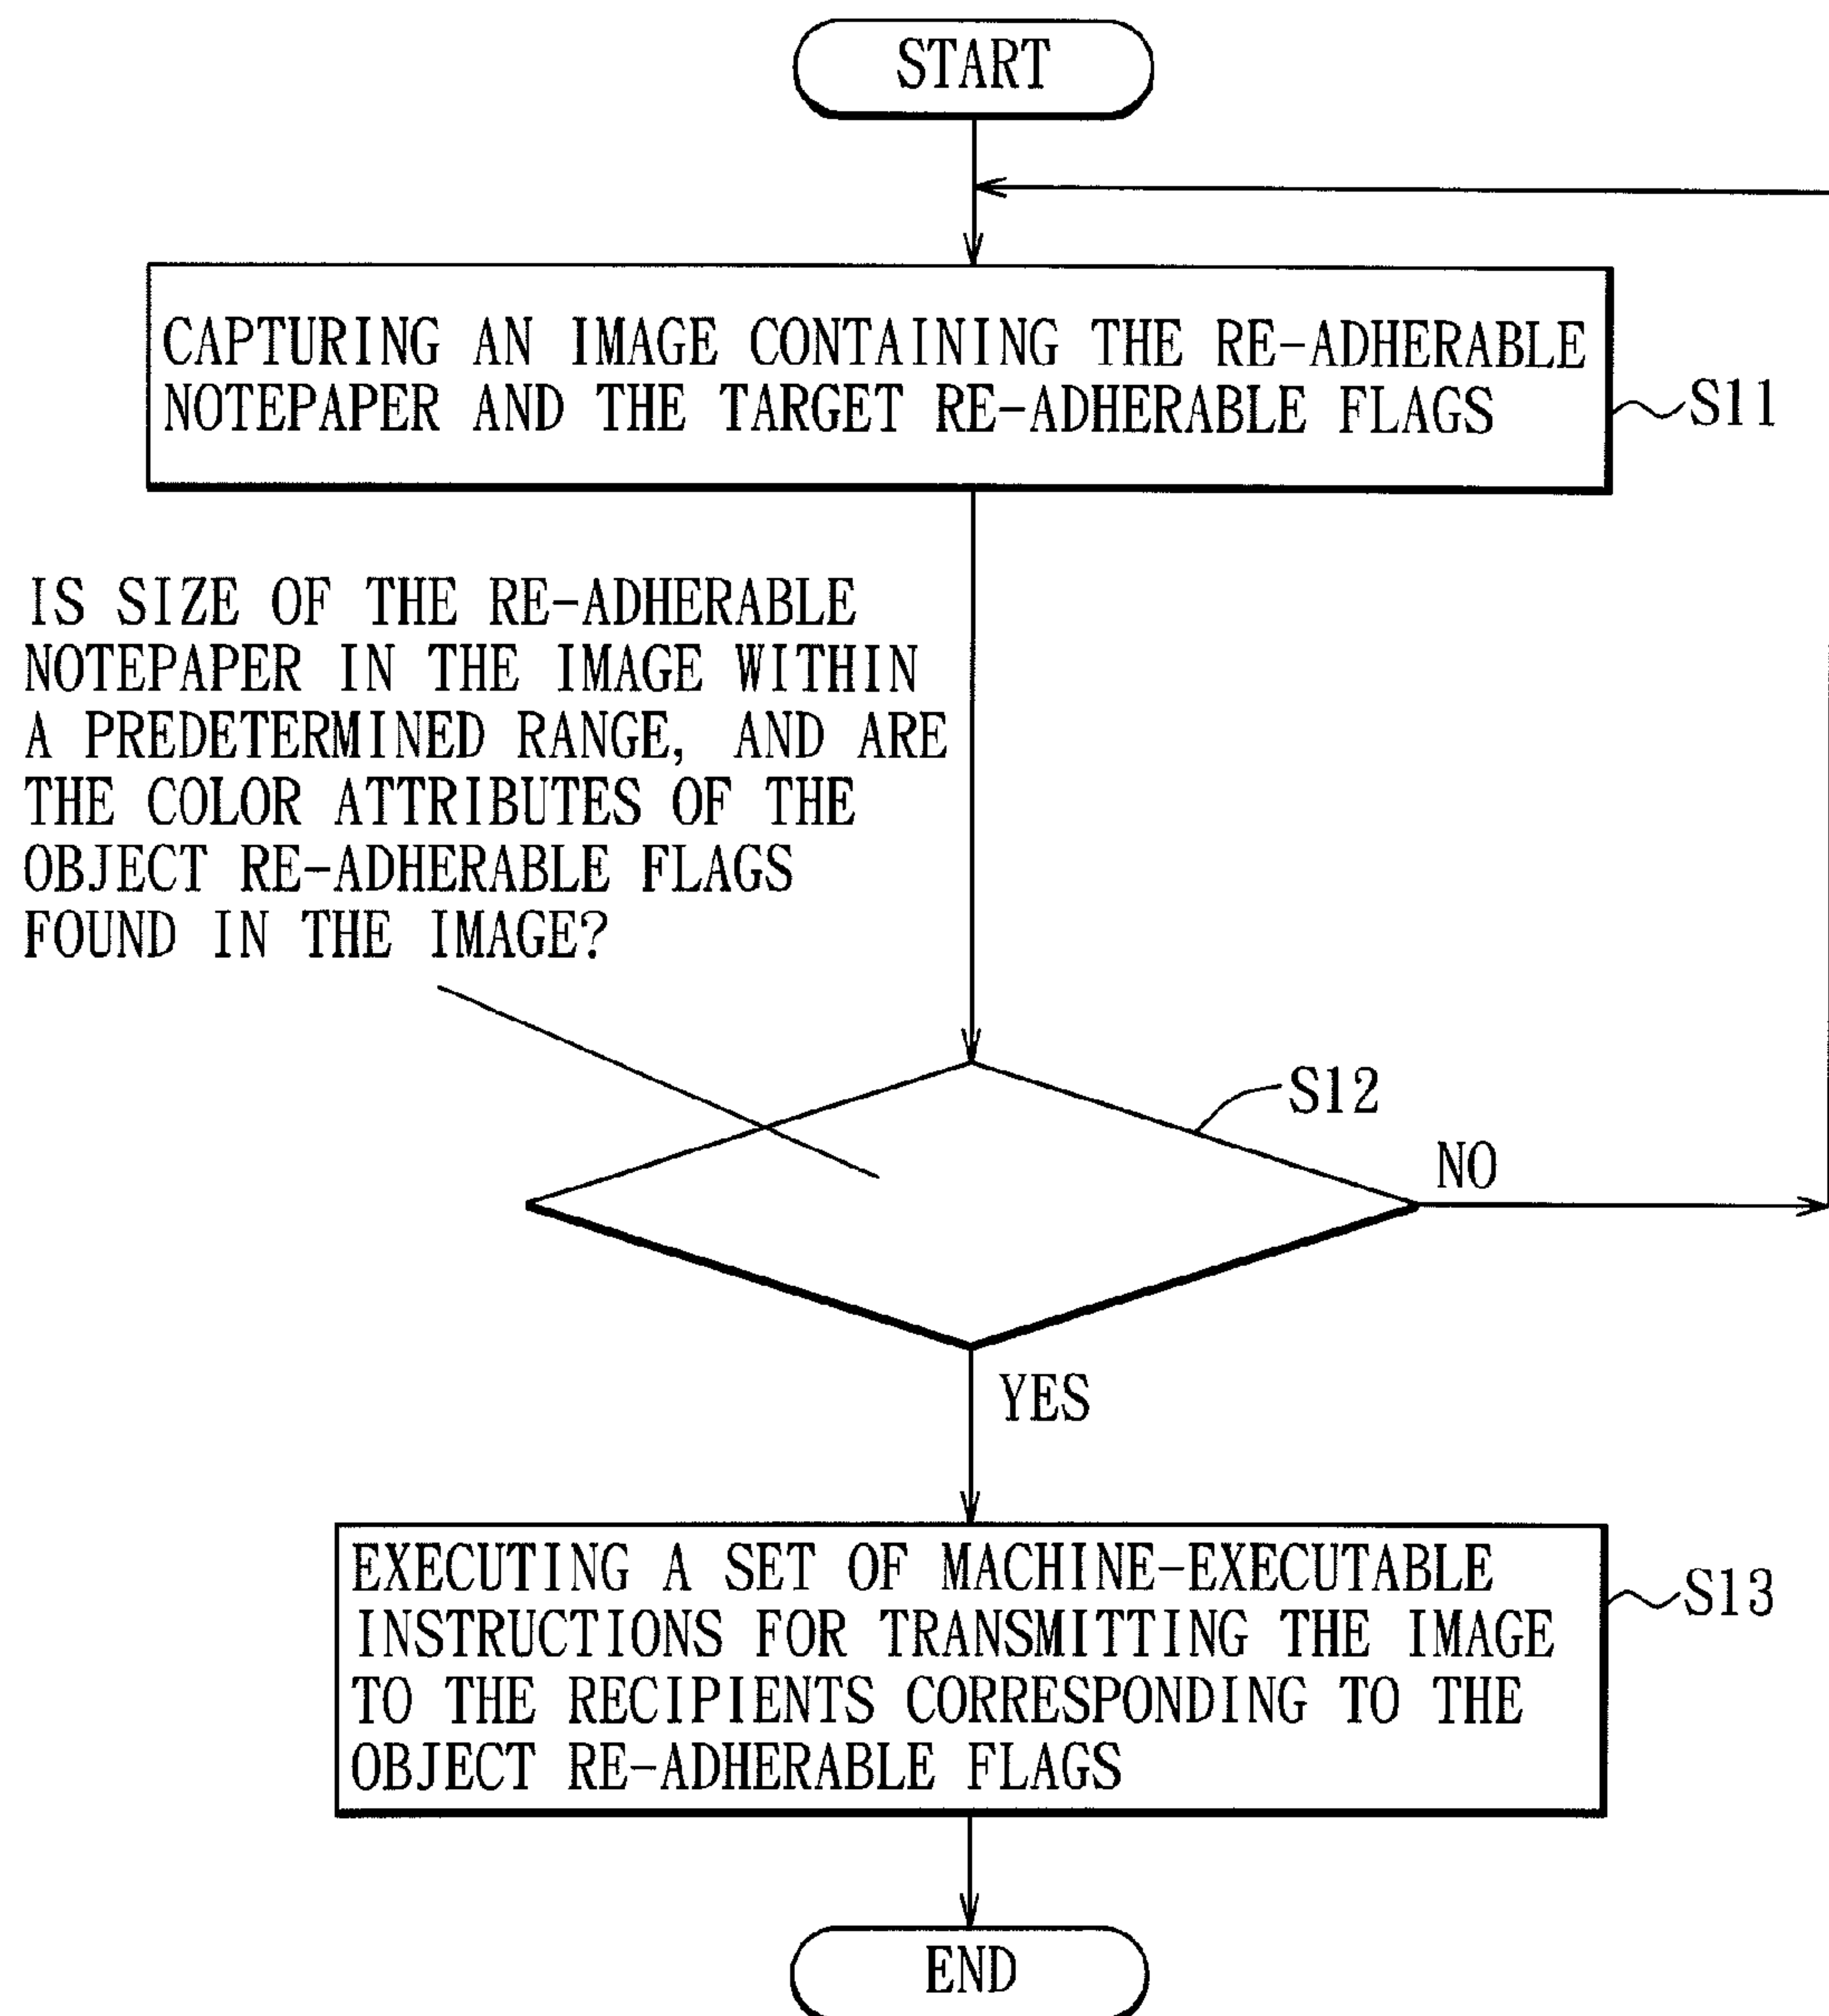 START
CAPTURING AN IMAGE CONTAINING THE RE-ADHERABLE
NOTEPAPER AND THE TARGET RE-ADHERABLE FLAGS
S11
IS SIZE OF THE RE-ADHERABLE
NOTEPAPER IN THE IMAGE WITHIN
A PREDETERMINED RANGE, AND ARE
THE COLOR ATTRIBUTES OF THE
OBJECT RE-ADHERABLE FLAGS
FOUND IN THE IMAGE?
S12
NO
YES
EXECUTING A SET OF MACHINE-EXECUTABLE
INSTRUCTIONS FOR TRANSMITTING THE IMAGE
TO THE RECIPIENTS CORRESPONDING TO THE
OBJECT RE-ADHERABLE FLAGS
S13
END